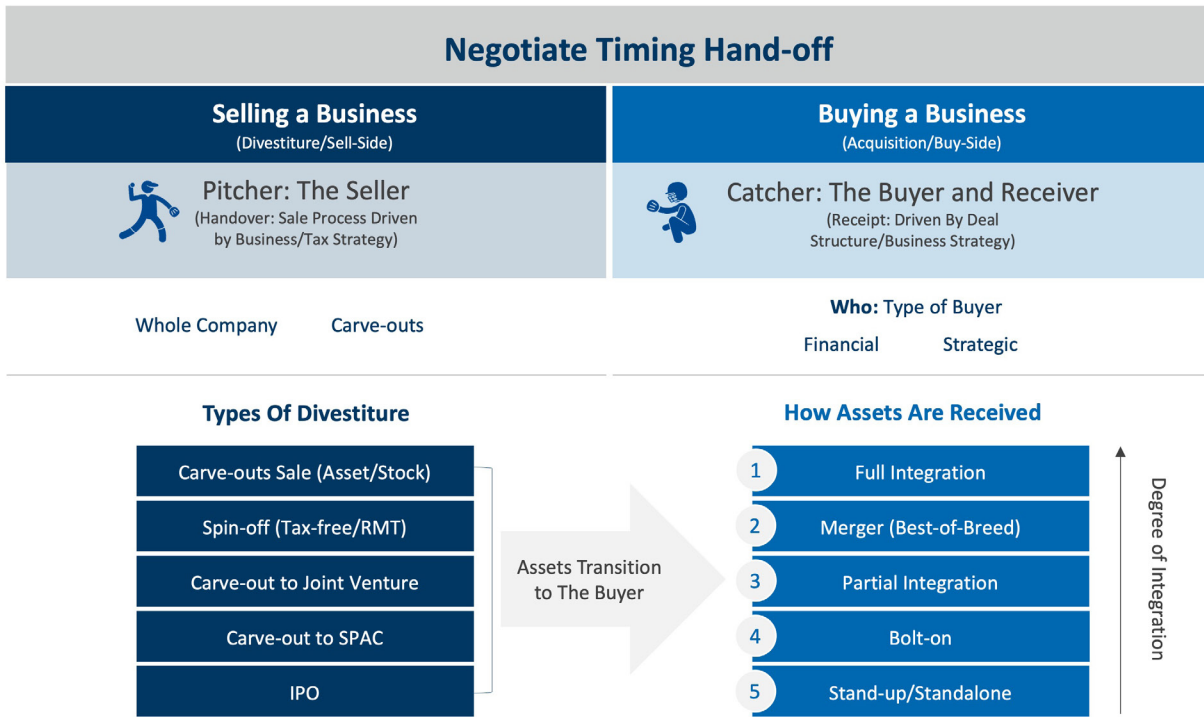 Negotiate Timing Hand-off
Selling a Business
(Divestiture/Sell-Side)
Pitcher: The Seller
(Handover: Sale Process Driven
by Business/Tax Strategy)
Whole Company
Carve-outs
Buying a Business
(Acquisition/Buy-Side)
Catcher: The Buyer and Receiver
(Receipt: Driven By Deal
Structure/Business Strategy)
Who: Type of Buyer
Financial
Strategic
Types Of Divestiture
Carve-outs Sale (Asset/Stock)
Spin-off (Tax-free/RMT)
Carve-out to Joint Venture
Carve-out to SPAC
IPO
Assets Transition
to The Buyer
How Assets Are Received
1 Full Integration
2 Merger (Best-of-Breed)
3 Partial Integration
4 Bolt-on
5 Stand-up/Standalone
Degree of Integration